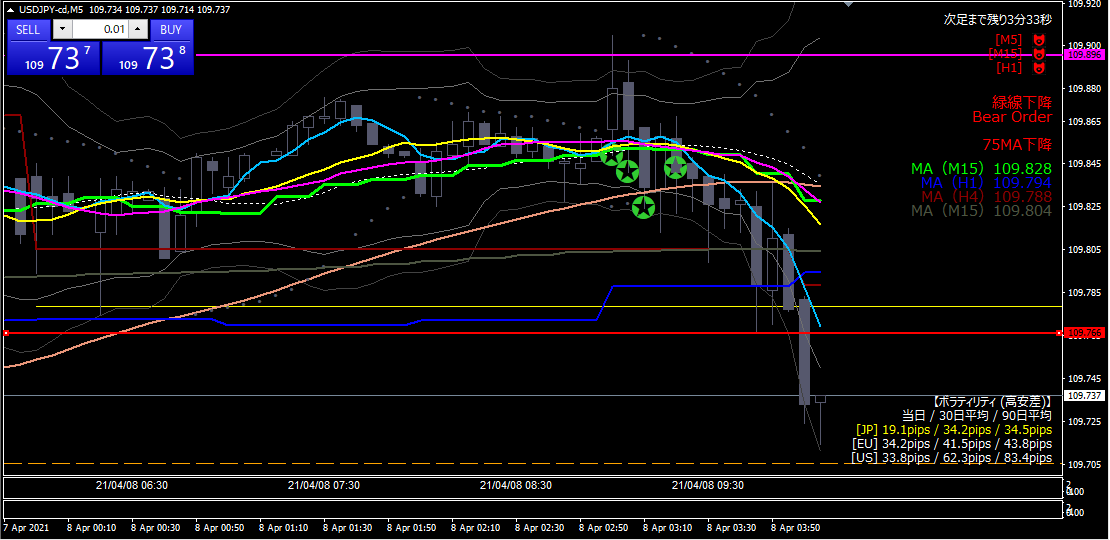 USDJPY-cd,M5 109.734 109.737 109.714 109.737
SELL 0.01 BUY
109 73 7 109 73 8
次足まで残り3分33秒
[M5]
[M15]
[H1]
緑線下降
Bear Order
75MA下降
MA（M15）109.828
MA（H1）109.794
MA（H4）109.788
MA（M15）109.804
【ボラティリティ(高安差)】
当日 / 30日平均 / 90日平均
[JP] 19.1pips / 34.2pips / 34.5pips
[EU] 34.2pips / 41.5pips / 43.8pips
[US] 33.8pips / 62.3pips / 83.4pips
109.920
109.900
109.896
109.880
109.865
109.845
109.825
109.805
109.785
109.766
109.745
109.737
109.725
109.705
21/04/08 06:30 21/04/08 07:30 21/04/08 08:30 21/04/08 09:30
7 Apr 2021 8 Apr 00:10 8 Apr 00:30 8 Apr 00:50 8 Apr 01:10 8 Apr 01:30 8 Apr 01:50 8 Apr 02:10 8 Apr 02:30 8 Apr 02:50 8 Apr 03:10 8 Apr 03:30 8 Apr 03:50